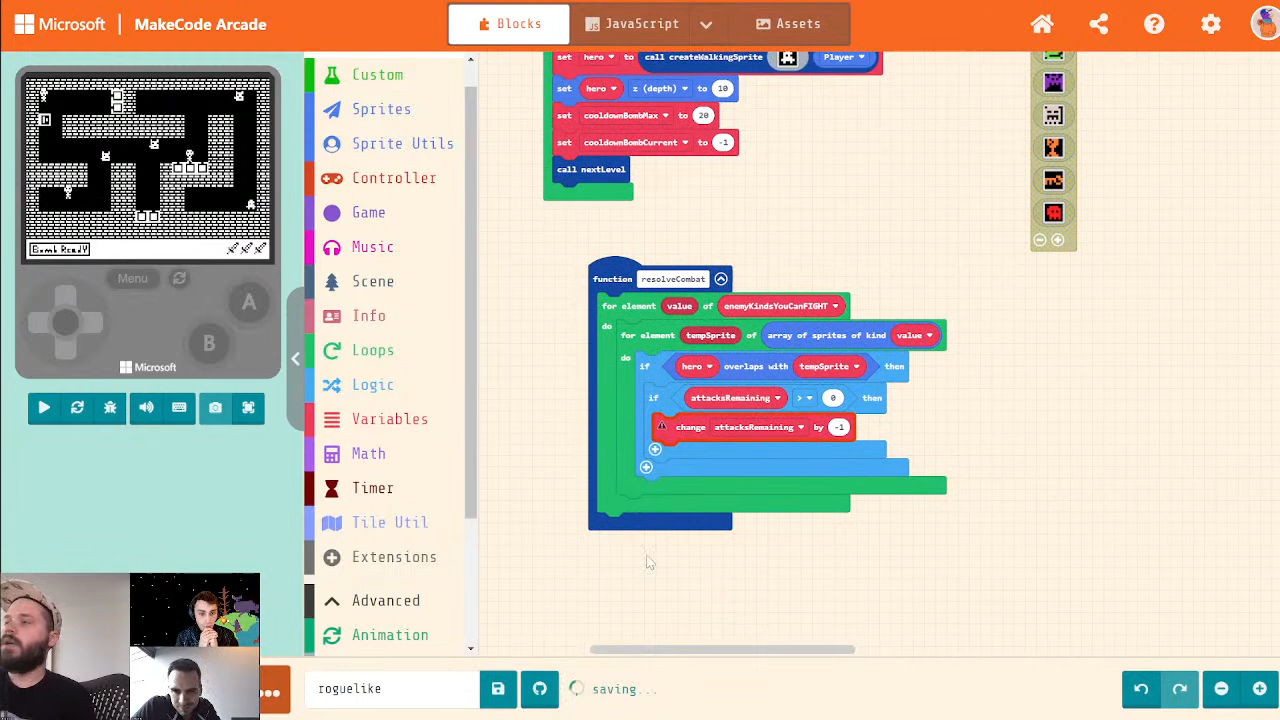 Microsoft
MakeCode Arcade
Blocks
JavaScript
Assets
Custom
Sprites
Sprite Utils
Controller
Game
Music
Scene
Info
Loops
Logic
Variables
Math
Timer
Tile Util
Extensions
Advanced
Animation
Bomb Ready
Menu
A
B
Microsoft
set hero to call createWalkingSprite Player
set hero z (depth) to 10
set cooldownBombMax to 20
set cooldownBombCurrent to -1
call nextLevel
function resolveCombat
for element value of enemyKindsYouCanFIGHT
do
for element tempSprite of array of sprites of kind value
do
if hero overlaps with tempSprite then
if attacksRemaining > 0 then
change attacksRemaining by -1
roguelike
saving...